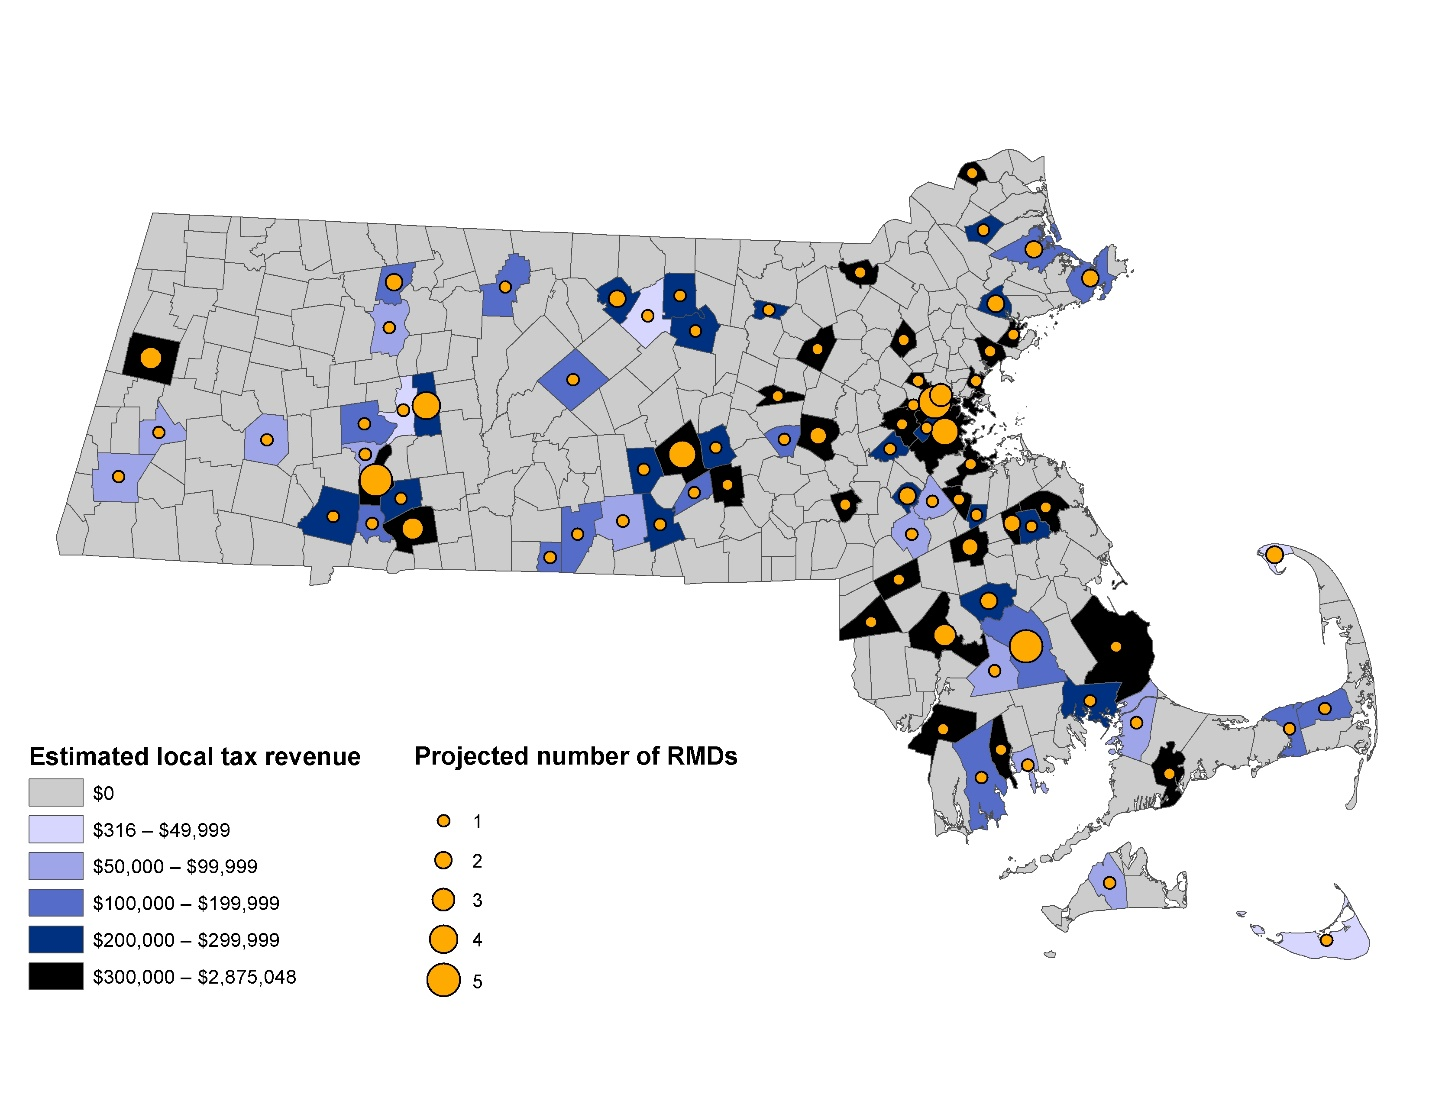 Estimated local tax revenue
$0
$316 – $49,999
$50,000 – $99,999
$100,000 – $199,999
$200,000 – $299,999
$300,000 – $2,875,048
Projected number of RMDs
1
2
3
4
5